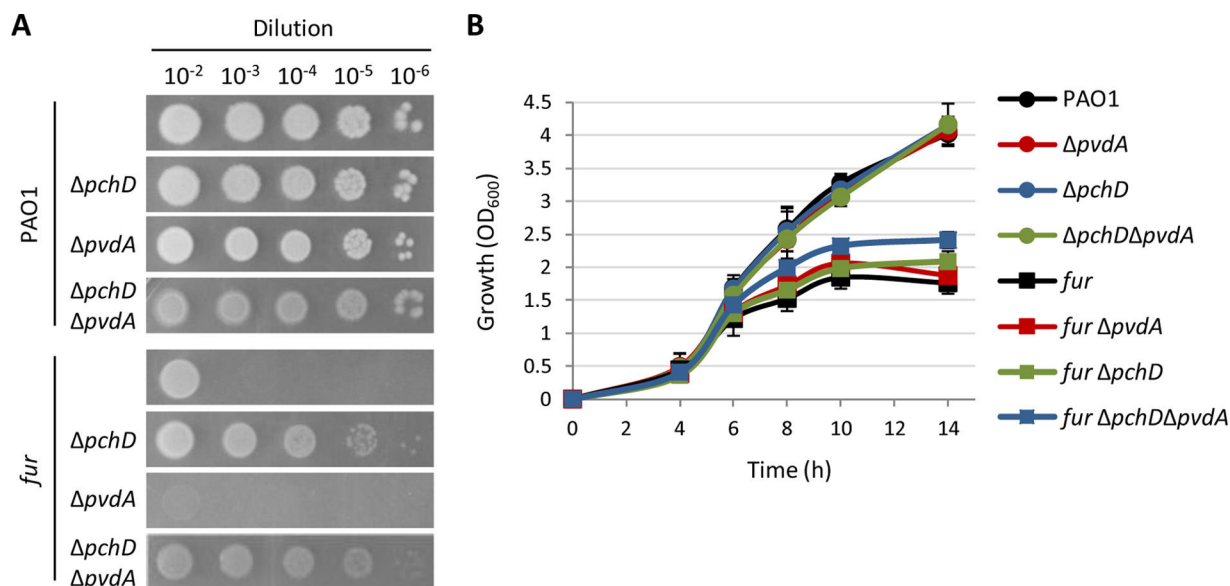 A
Dilution
10⁻² 10⁻³ 10⁻⁴ 10⁻⁵ 10⁻⁶
PAO1
ΔpchD
ΔpvdA
ΔpchD
ΔpvdA
fur
ΔpchD
ΔpvdA
ΔpchD
ΔpvdA
B
Growth (OD₆₀₀)
4.5
4
3.5
3
2.5
2
1.5
1
0.5
0
0 2 4 6 8 10 12 14
Time (h)
PAO1
ΔpvdA
ΔpchD
ΔpchDΔpvdA
fur
fur ΔpvdA
fur ΔpchD
fur ΔpchDΔpvdA